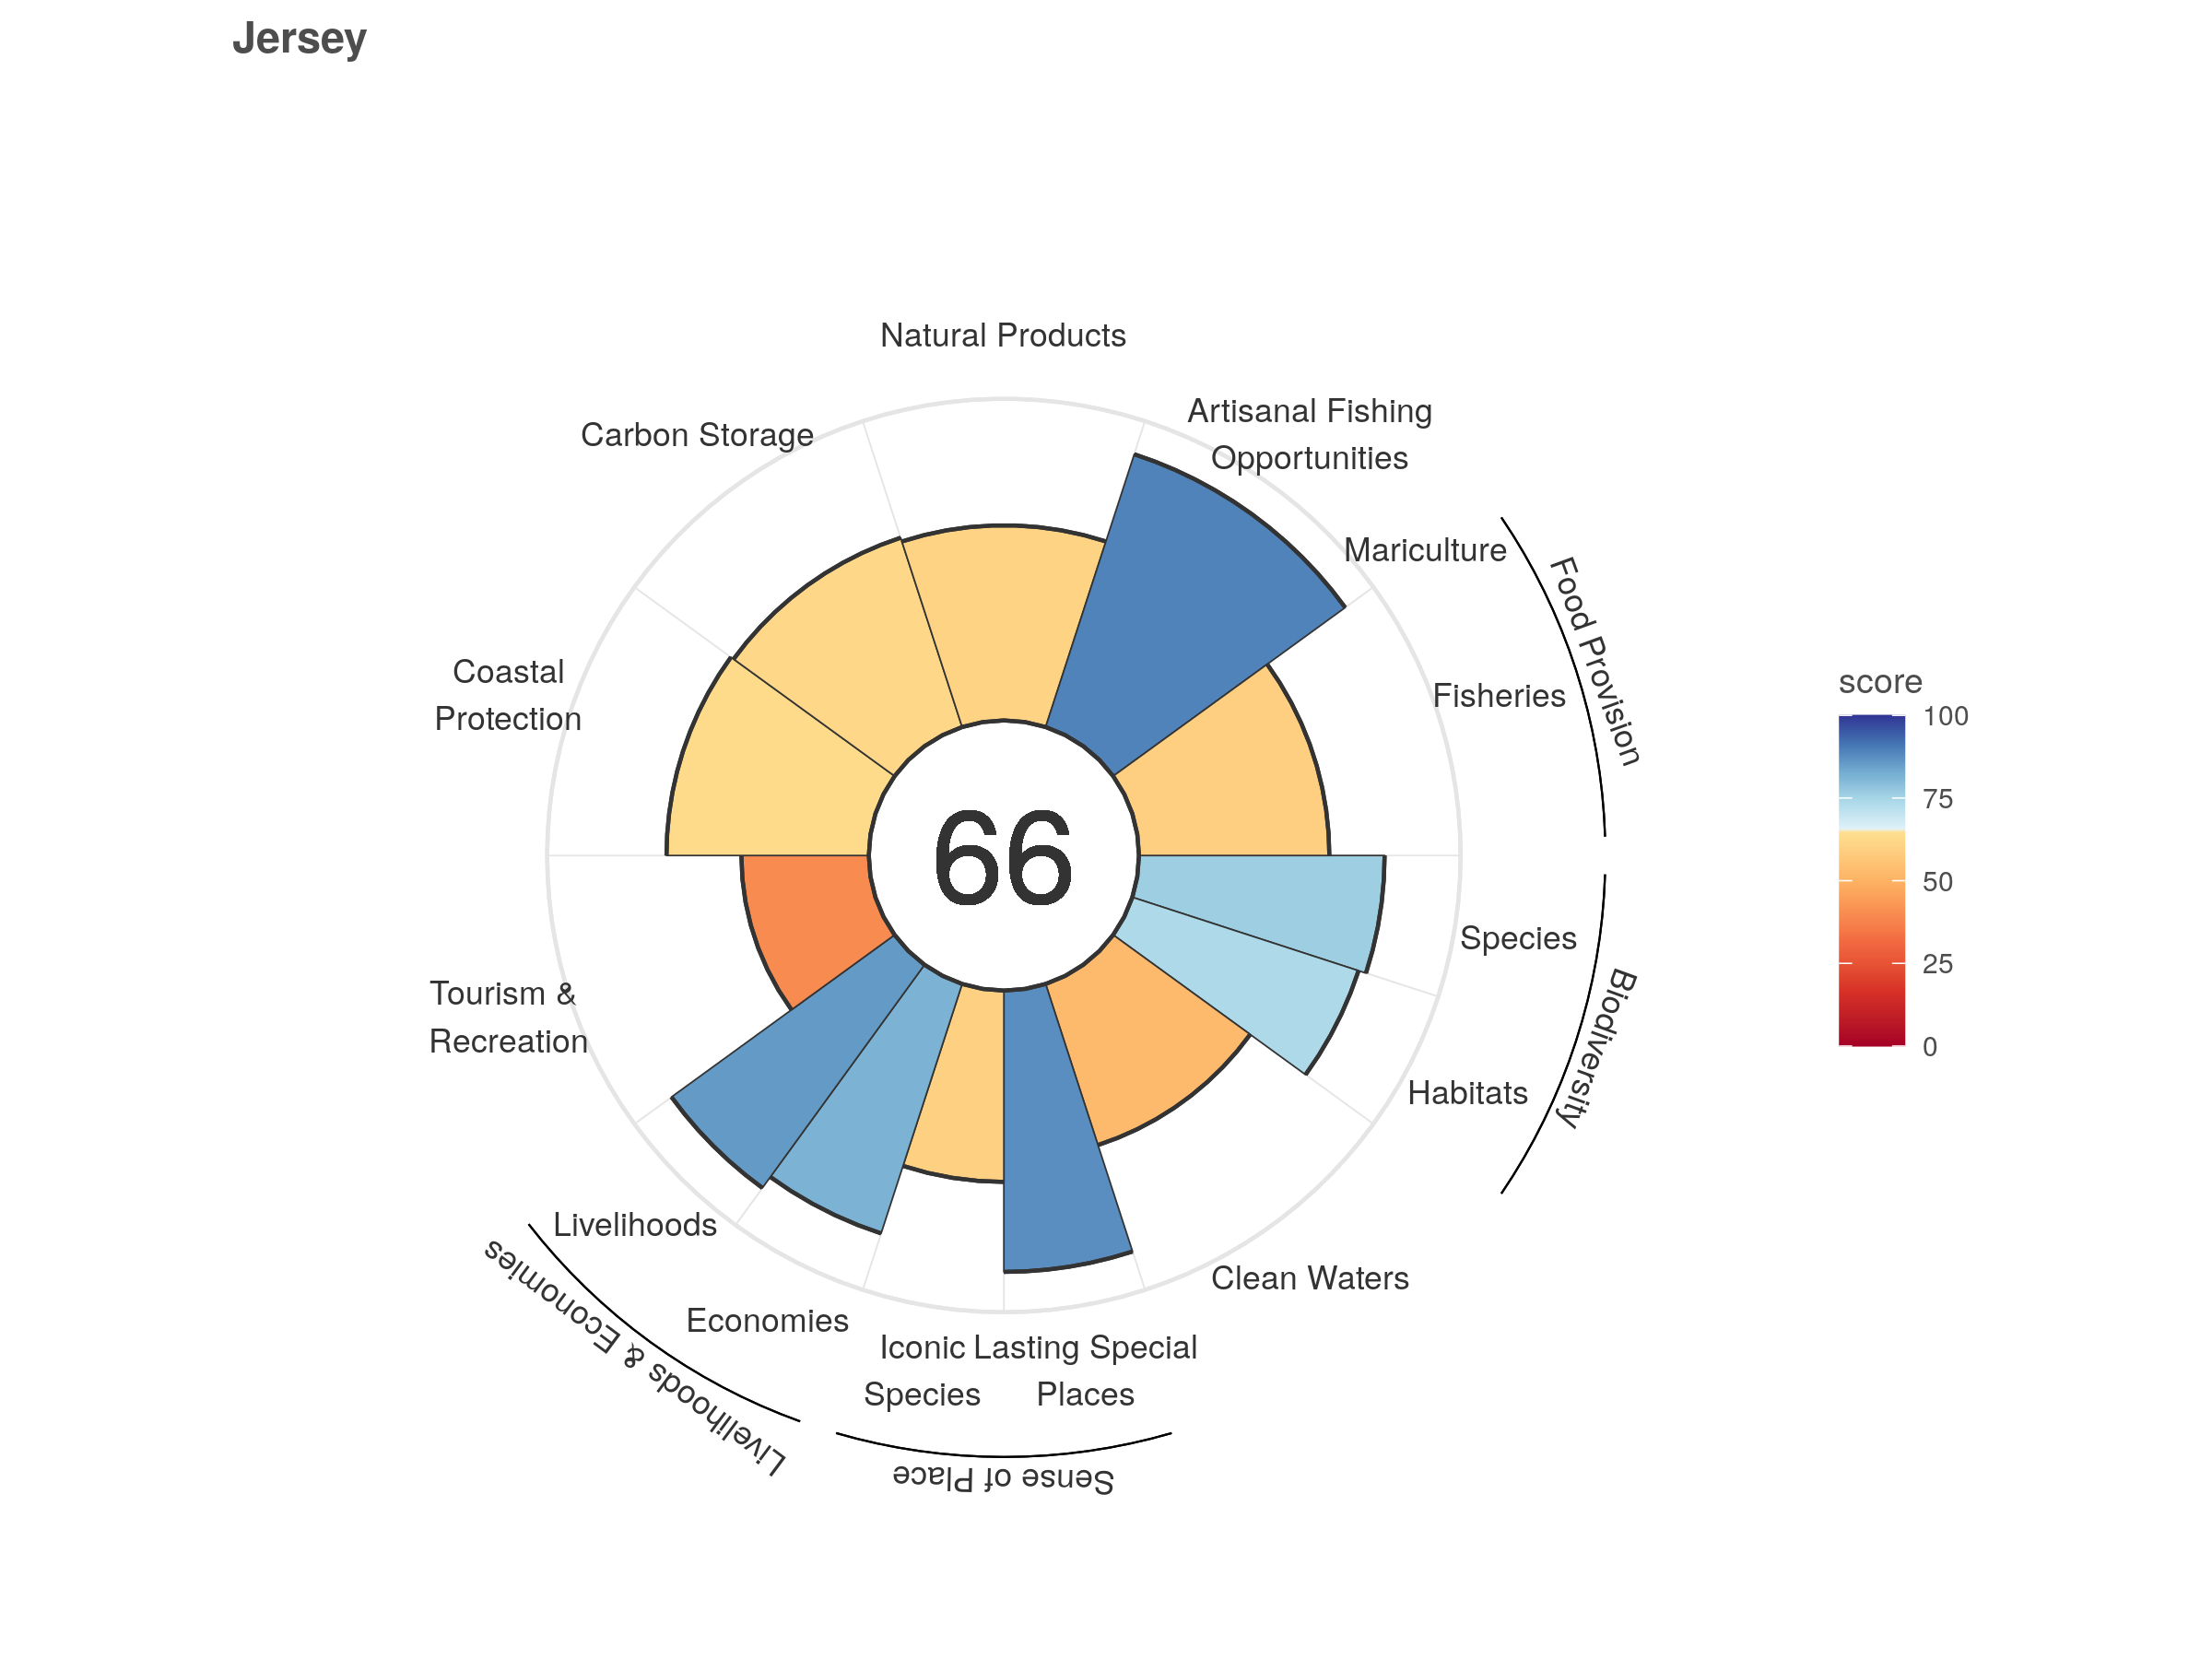 Jersey
Natural Products
Artisanal Fishing
Opportunities
Carbon Storage
Mariculture
Food Provision
Fisheries
Coastal
Protection
score
100
75
50
25
0
66
Species
Biodiversity
Habitats
Tourism &
Recreation
Livelihoods
Livelihoods & Economies
Economies
Clean Waters
Iconic
Species
Lasting Special
Places
Sense of Place